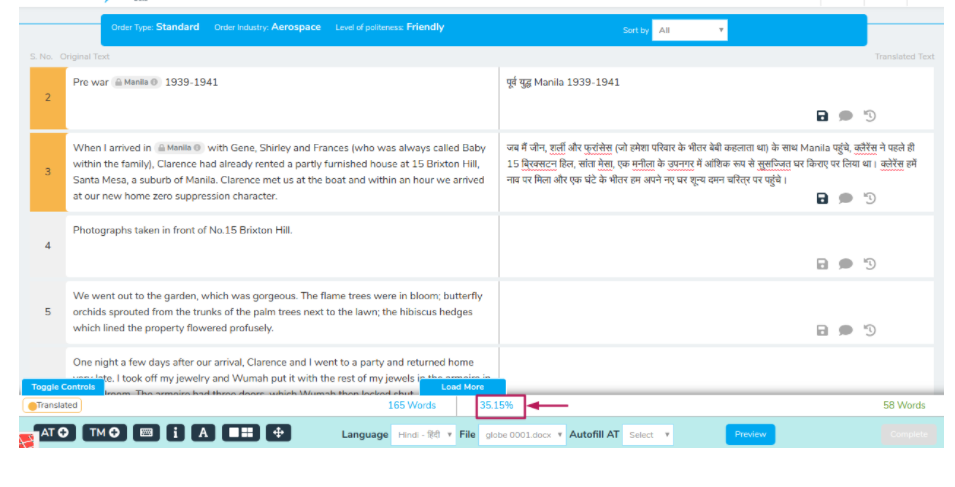 Order Type: Standard Order Industry: Aerospace Level of politeness: Friendly Sort by All
S. No. Original Text Translated Text
2 Pre war Manila 1939-1941 पूर्व युद्ध Manila 1939-1941
When I arrived in Manila with Gene, Shirley and Frances (who was always called Baby
within the family), Clarence had already rented a partly furnished house at 15 Brixton Hill,
3
Santa Mesa, a suburb of Manila. Clarence met us at the boat and within an hour we arrived
at our new home zero suppression character.
जब मैं जीन, शर्ली और फ्रांसेस (जो हमेशा परिवार के भीतर बेबी कहलाता था) के साथ Manila पहुंचे, क्लैरेंस ने पहले ही
15 ब्रिक्सटन हिल, सांता मेसा, एक मनीला के उपनगर में आंशिक रूप से सुसज्जित घर किराए पर लिया था। क्लेरेंस हमें
नाव पर मिला और एक घंटे के भीतर हम अपने नए घर शून्य दमन चरित्र पर पहुंचे।
4 Photographs taken in front of No.15 Brixton Hill.
We went out to the garden, which was gorgeous. The flame trees were in bloom; butterfly
5 orchids sprouted from the trunks of the palm trees next to the lawn; the hibiscus hedges
which lined the property flowered profusely.
One night a few days after our arrival, Clarence and I went to a party and returned home
late. I took off my jewelry and Wumah put it with the rest of my jewels
Toggle Controls Load More
The armoire had three doors, which Wumah then locked shut.
Translated 165 Words 35.15% 58 Words
AT TM i A Language Hindi - हिंदी File globe 0001.docx Autofill AT Select Preview Complete